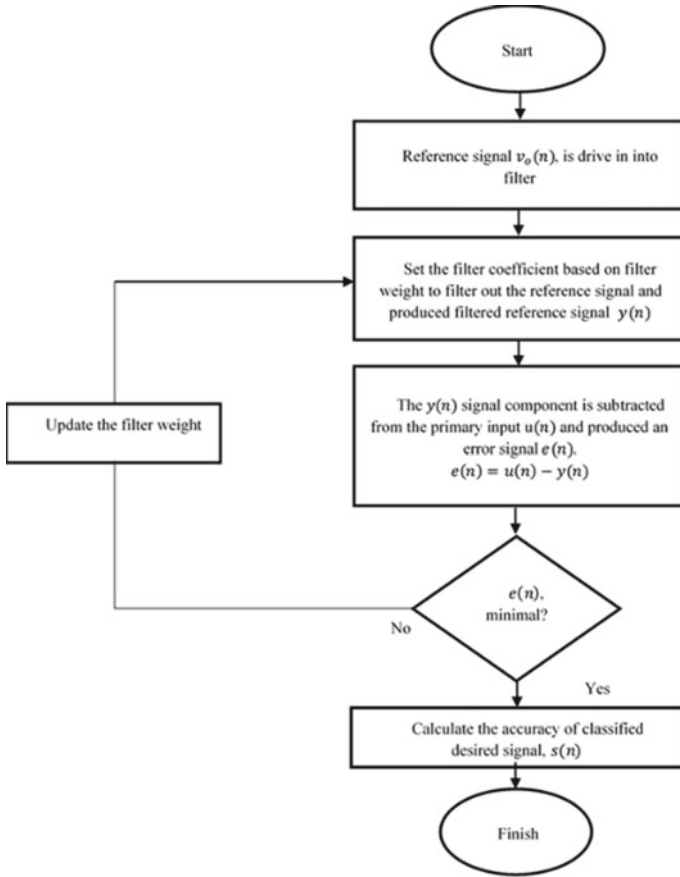 Start
Reference signal v₀(n), is drive in into
filter
Set the filter coefficient based on filter
weight to filter out the reference signal and
produced filtered reference signal y(n)
Update the filter weight
The y(n) signal component is subtracted
from the primary input u(n) and produced an
error signal e(n),
e(n) = u(n) − y(n)
e(n),
minimal?
No
Yes
Calculate the accuracy of classified
desired signal, s(n)
Finish